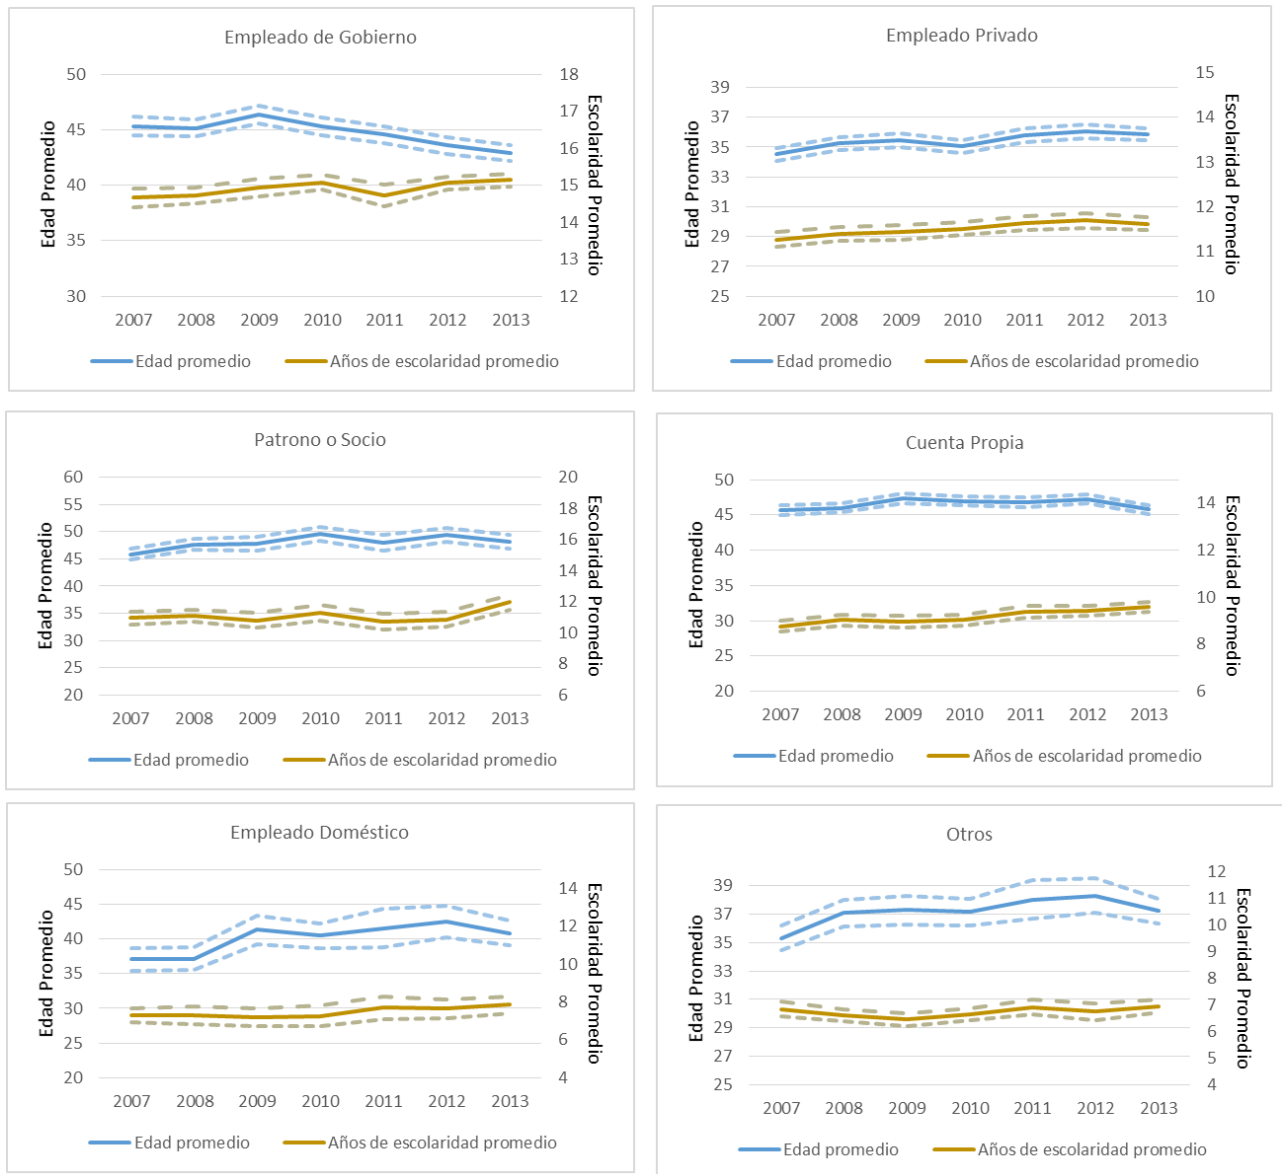 Empleado de Gobierno
50
45
40
35
30
Edad Promedio
18
17
16
15
14
13
12
Escolaridad Promedio
2007 2008 2009 2010 2011 2012 2013
Edad promedio Años de escolaridad promedio
Empleado Privado
39
37
35
33
31
29
27
25
Edad Promedio
15
14
13
12
11
10
Escolaridad Promedio
2007 2008 2009 2010 2011 2012 2013
Edad promedio Años de escolaridad promedio
Patrono o Socio
60
55
50
45
40
35
30
25
20
Edad Promedio
20
18
16
14
12
10
8
6
Escolaridad Promedio
2007 2008 2009 2010 2011 2012 2013
Edad promedio Años de escolaridad promedio
Cuenta Propia
50
45
40
35
30
25
20
Edad Promedio
14
12
10
8
6
Escolaridad Promedio
2007 2008 2009 2010 2011 2012 2013
Edad promedio Años de escolaridad promedio
Empleado Doméstico
50
45
40
35
30
25
20
Edad Promedio
14
12
10
8
6
4
Escolaridad Promedio
2007 2008 2009 2010 2011 2012 2013
Edad promedio Años de escolaridad promedio
Otros
39
37
35
33
31
29
27
25
Edad Promedio
12
11
10
9
8
7
6
5
4
Escolaridad Promedio
2007 2008 2009 2010 2011 2012 2013
Edad promedio Años de escolaridad promedio